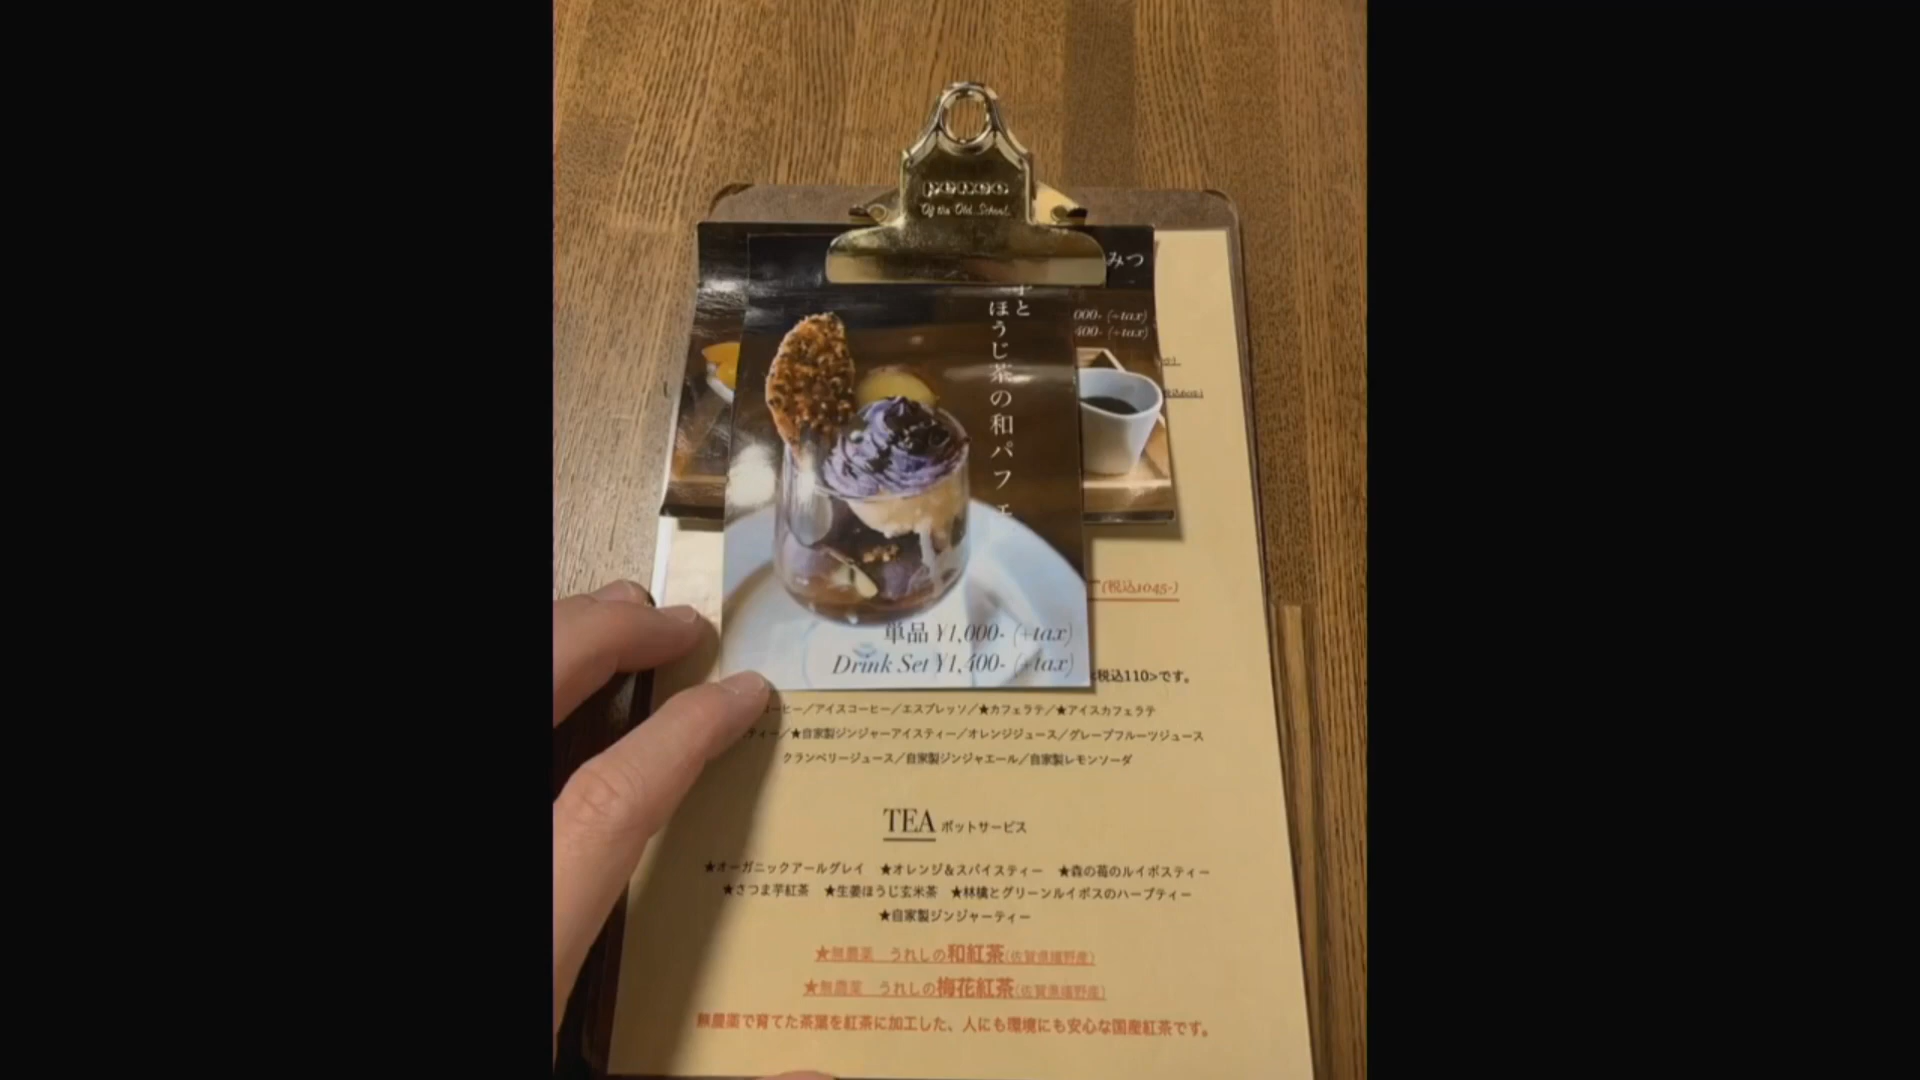 penco
"Of the Old School"
みつ
000- (+tax)
400- (+tax)
と
ほうじ茶の和パフェ
単品 ¥1,000- (+tax)
Drink Set ¥1,400- (+tax)
(税込1045-)
<税込110>です。
ーヒー／アイスコーヒー／エスプレッソ／★カフェラテ／★アイスカフェラテ
ティー／★自家製ジンジャーアイスティー／オレンジジュース／グレープフルーツジュース
クランベリージュース／自家製ジンジャエール／自家製レモンソーダ
TEA ポットサービス
★オーガニックアールグレイ ★オレンジ＆スパイスティー ★森の苺のルイボスティー
★さつま芋紅茶 ★生姜ほうじ玄米茶 ★林檎とグリーンルイボスのハーブティー
★自家製ジンジャーティー
★無農薬 うれしの和紅茶(佐賀県嬉野産)
★無農薬 うれしの梅花紅茶(佐賀県嬉野産)
無農薬で育てた茶葉を紅茶に加工した、人にも環境にも安心な国産紅茶です。